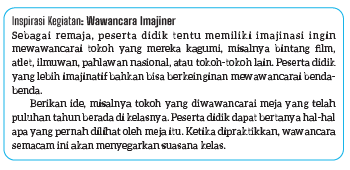 Inspirasi Kegiatan: Wawancara Imajiner
Sebagai remaja, peserta didik tentu memiliki imajinasi ingin
mewawancarai tokoh yang mereka kagumi, misalnya bintang film,
atlet, ilmuwan, pahlawan nasional, atau tokoh-tokoh lain. Peserta didik
yang lebih imajinatif bahkan bisa berkeinginan mewawancarai benda-
benda.
Berikan ide, misalnya tokoh yang diwawancarai meja yang telah
puluhan tahun berada di kelasnya. Peserta didik dapat bertanya hal-hal
apa yang pernah dilihat oleh meja itu. Ketika dipraktikkan, wawancara
semacam ini akan menyegarkan suasana kelas.